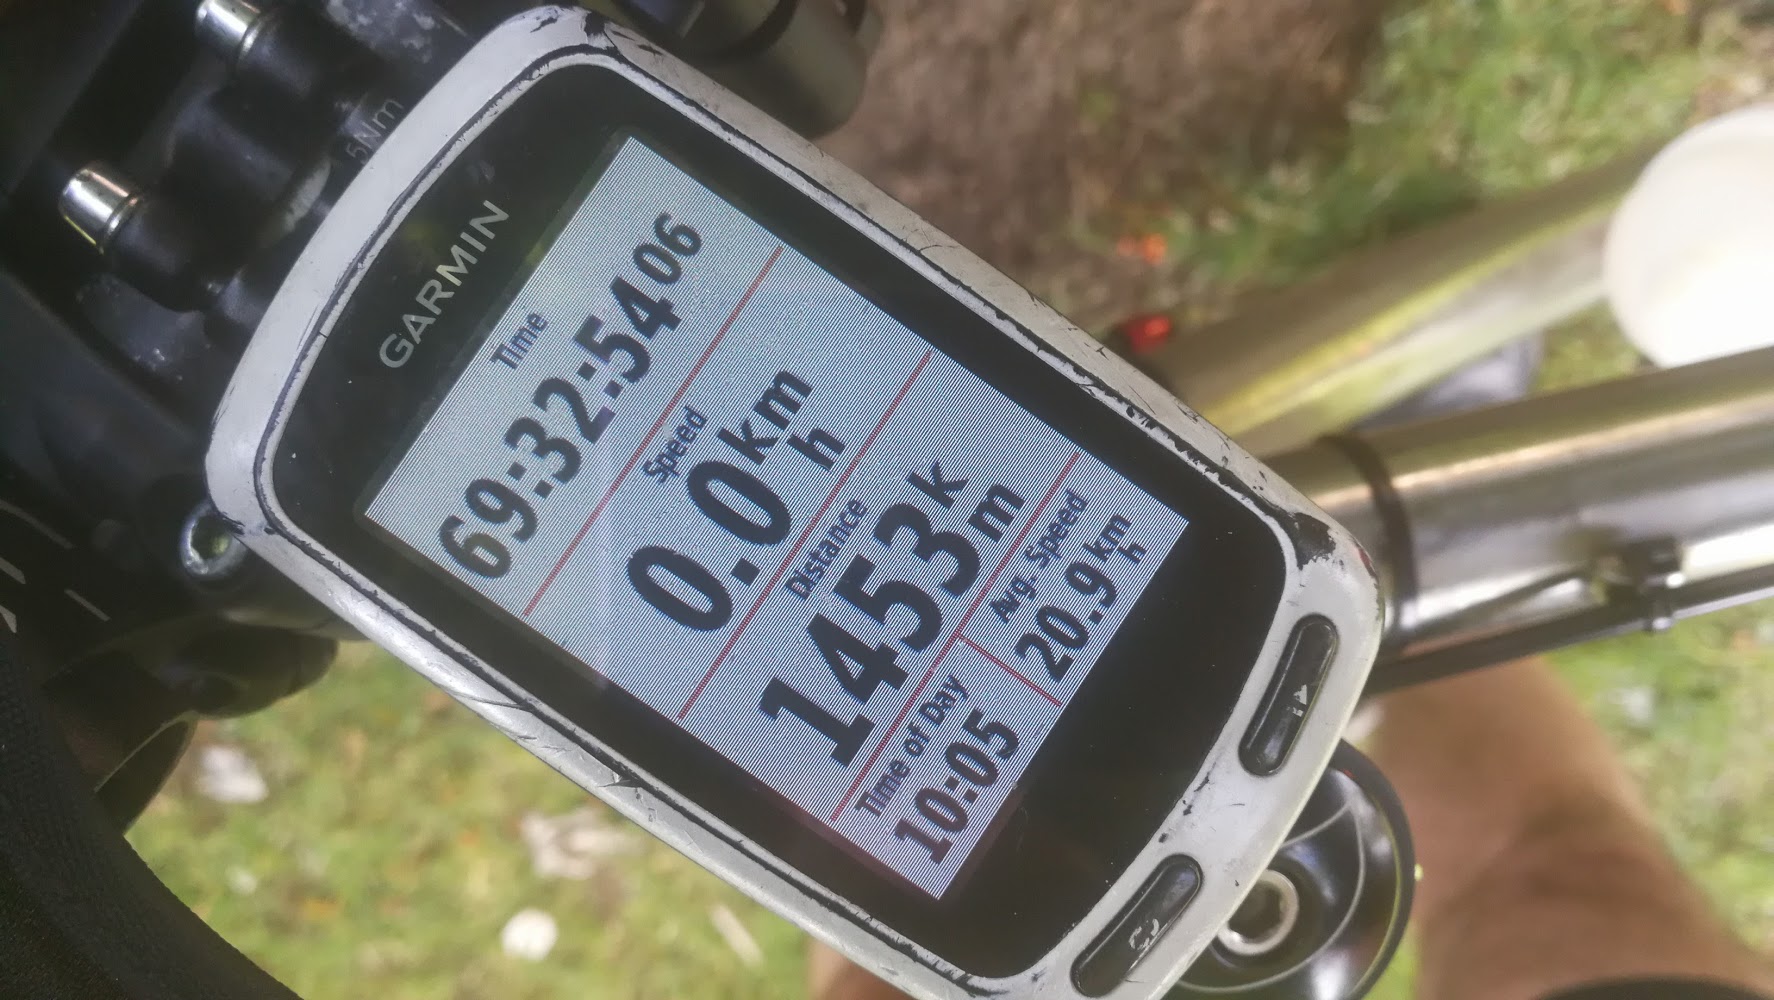 5Nm
GARMIN
Time
69:32:54 06
Speed
0.0 km
h
Distance
1453 k
m
Time of Day
10:05
Avg. Speed
20.9 km
h